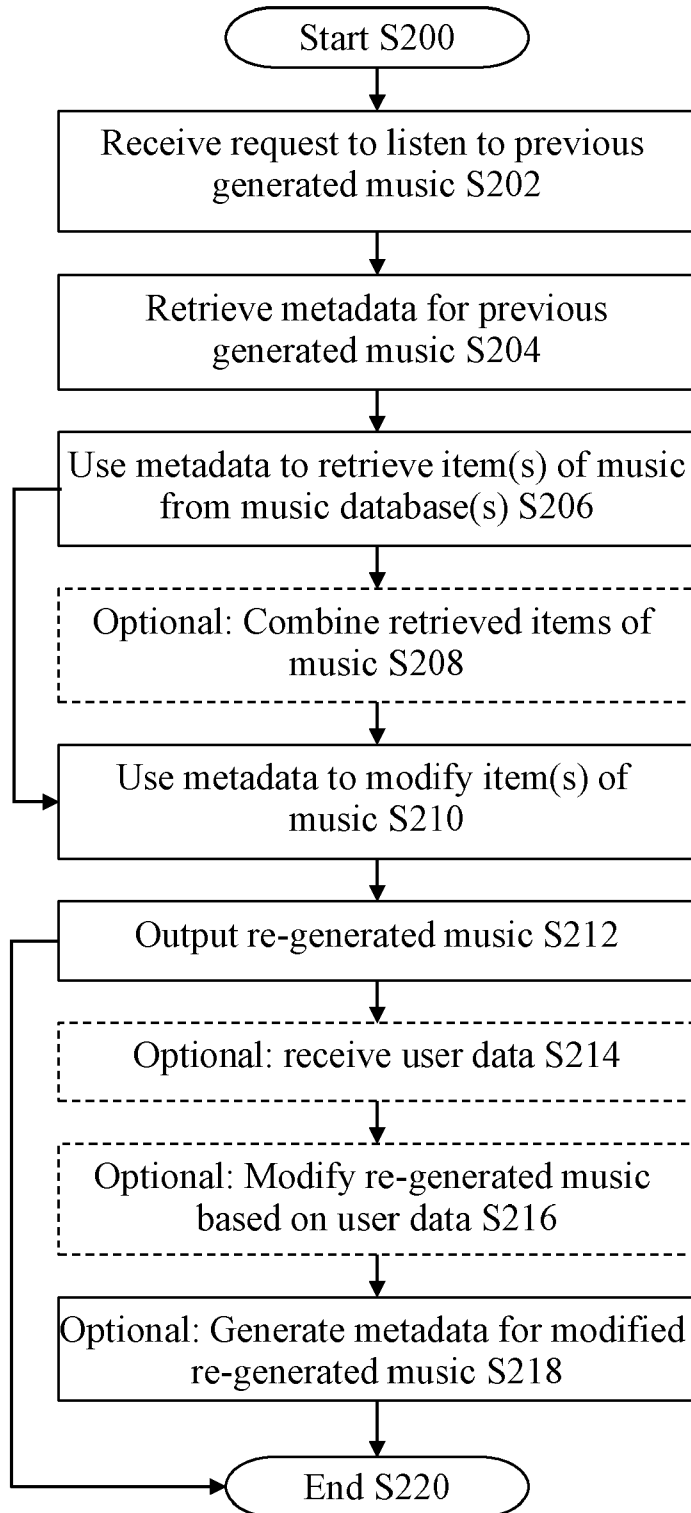 Start S200
Receive request to listen to previous
generated music S202
Retrieve metadata for previous
generated music S204
Use metadata to retrieve item(s) of music
from music database(s) S206
Optional: Combine retrieved items of
music S208
Use metadata to modify item(s) of
music S210
Output re-generated music S212
Optional: receive user data S214
Optional: Modify re-generated music
based on user data S216
Optional: Generate metadata for modified
re-generated music S218
End S220